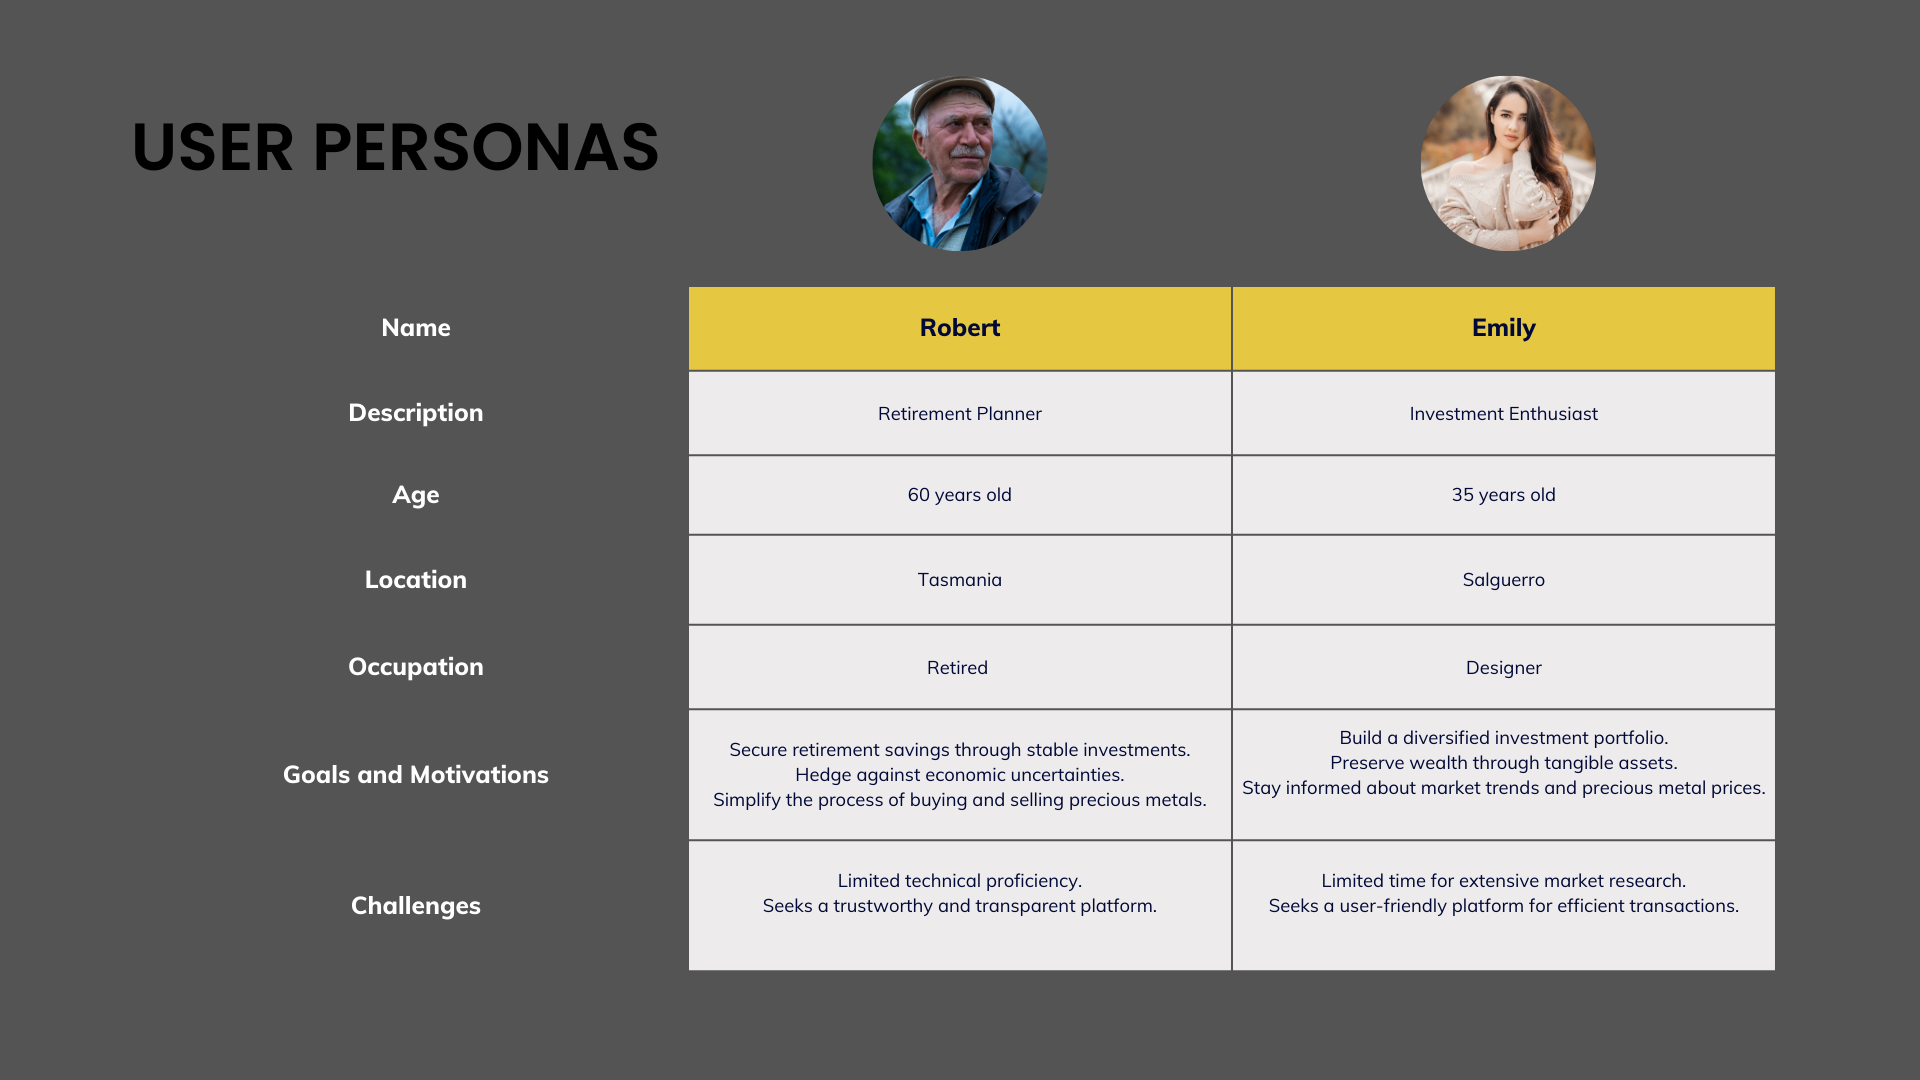 USER PERSONAS
Name
Robert
Emily
Description
Retirement Planner
Investment Enthusiast
Age
60 years old
35 years old
Location
Tasmania
Salguerro
Occupation
Retired
Designer
Goals and Motivations
Secure retirement savings through stable investments.
Hedge against economic uncertainties.
Simplify the process of buying and selling precious metals.
Build a diversified investment portfolio.
Preserve wealth through tangible assets.
Stay informed about market trends and precious metal prices.
Challenges
Limited technical proficiency.
Seeks a trustworthy and transparent platform.
Limited time for extensive market research.
Seeks a user-friendly platform for efficient transactions.